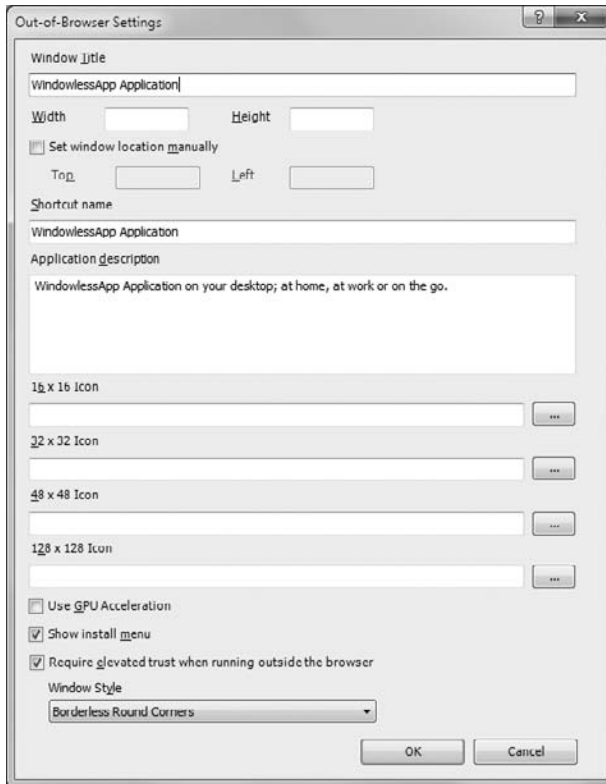 Out-of-Browser Settings
Window Title
WindowlessApp Application
Width Height
Set window location manually
Top Left
Shortcut name
WindowlessApp Application
Application description
WindowlessApp Application on your desktop; at home, at work or on the go.
16 x 16 Icon
...
32 x 32 Icon
...
48 x 48 Icon
...
128 x 128 Icon
...
Use GPU Acceleration
Show install menu
Require elevated trust when running outside the browser
Window Style
Borderless Round Corners
OK Cancel